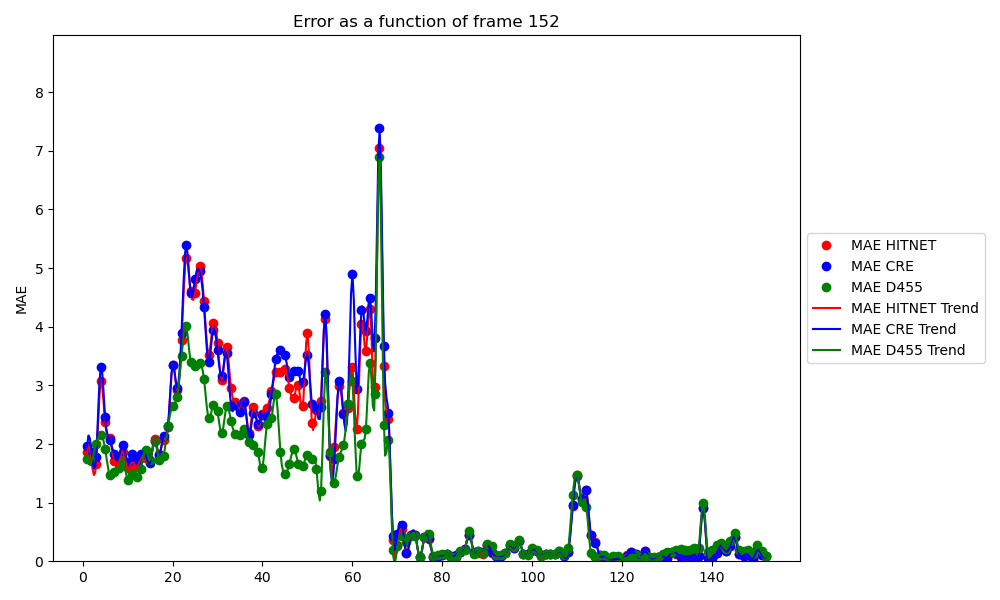 Error as a function of frame 152
MAE
8
7
6
5
4
3
2
1
0
0 20 40 60 80 100 120 140
MAE HITNET
MAE CRE
MAE D455
MAE HITNET Trend
MAE CRE Trend
MAE D455 Trend